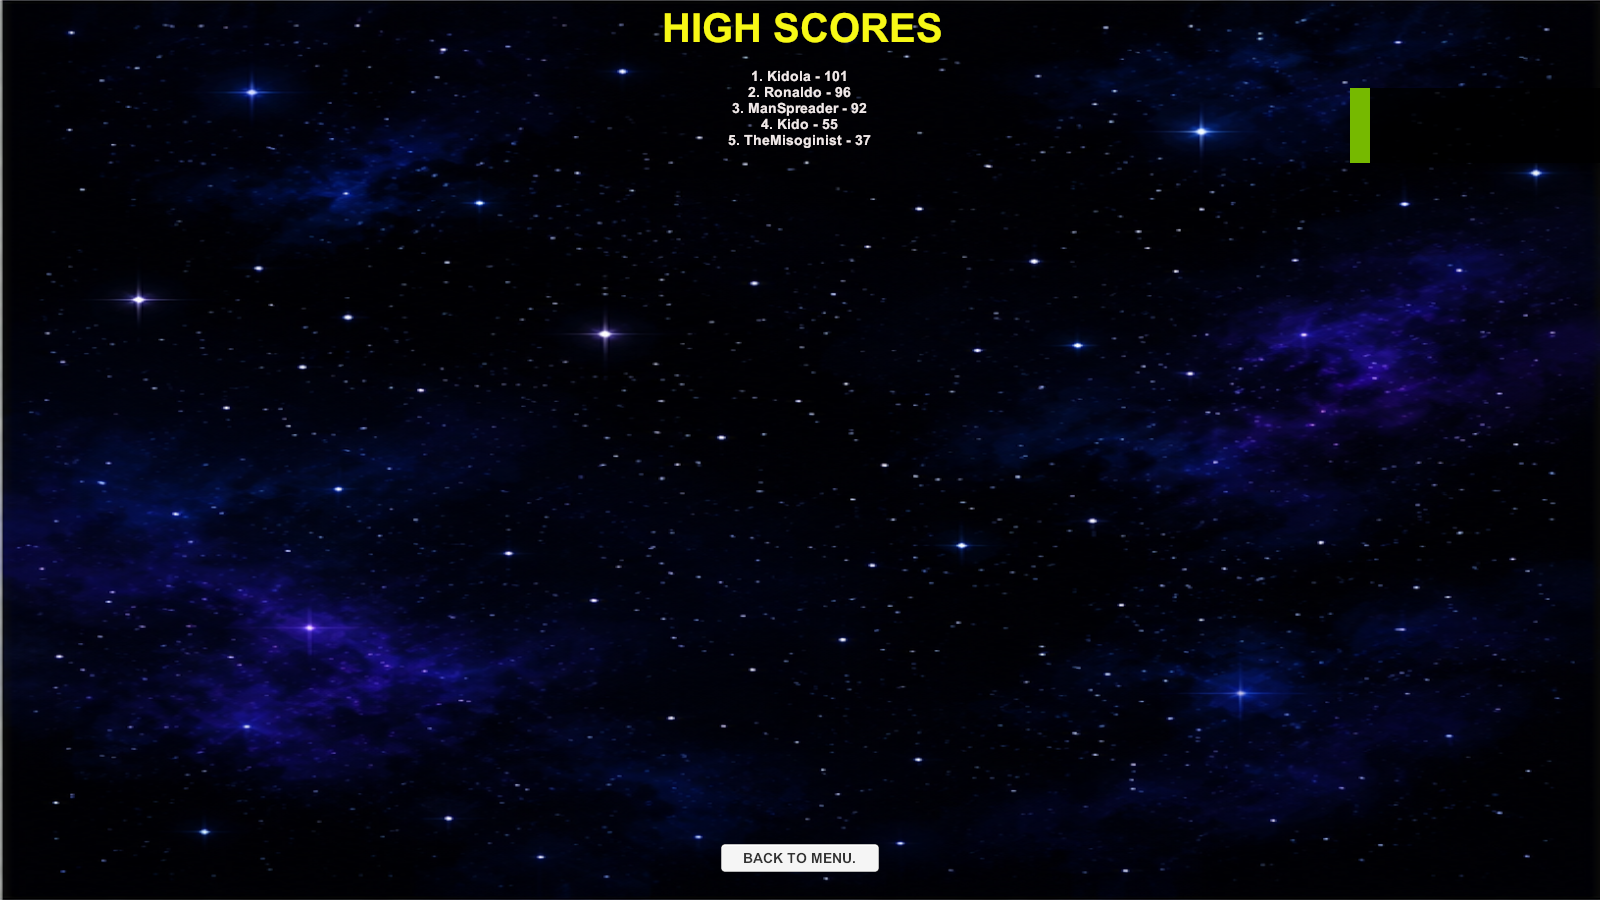 HIGH SCORES
1. Kidola - 101
2. Ronaldo - 96
3. ManSpreader - 92
4. Kido - 55
5. TheMisoginist - 37
BACK TO MENU.